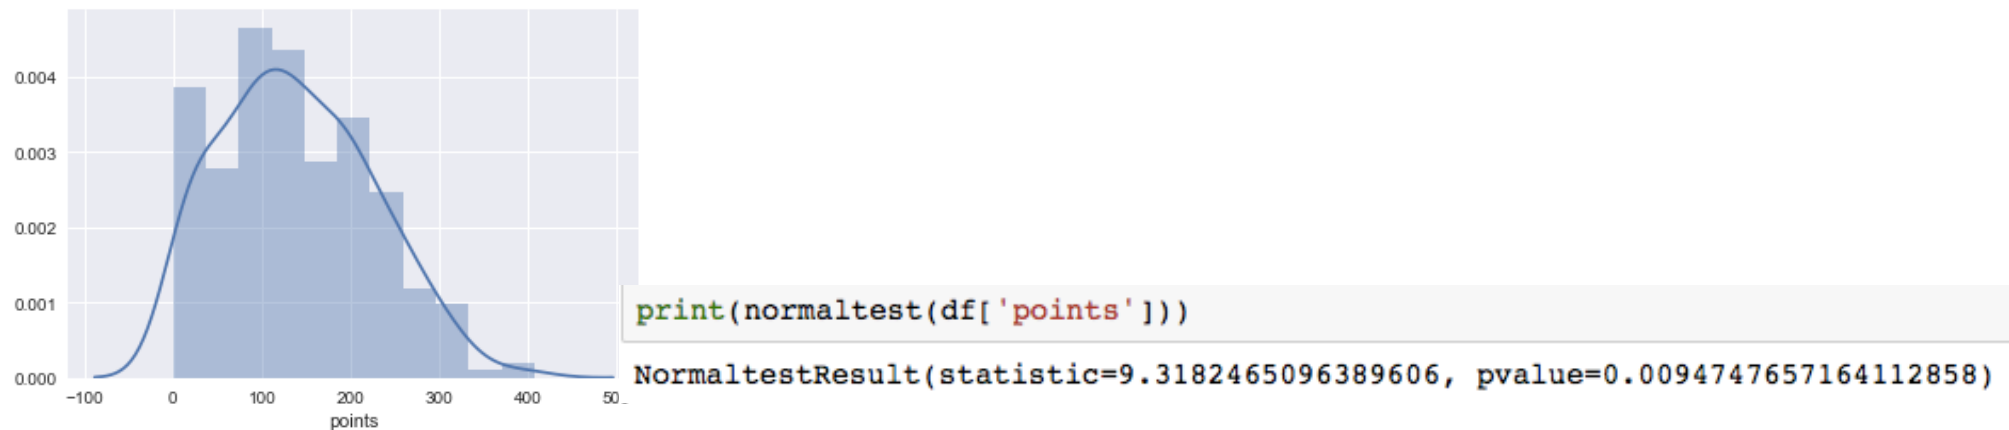 0.004
0.003
0.002
0.001
0.000
−100 0 100 200 300 400 50
points
print(normaltest(df['points']))
NormaltestResult(statistic=9.3182465096389606, pvalue=0.0094747657164112858)